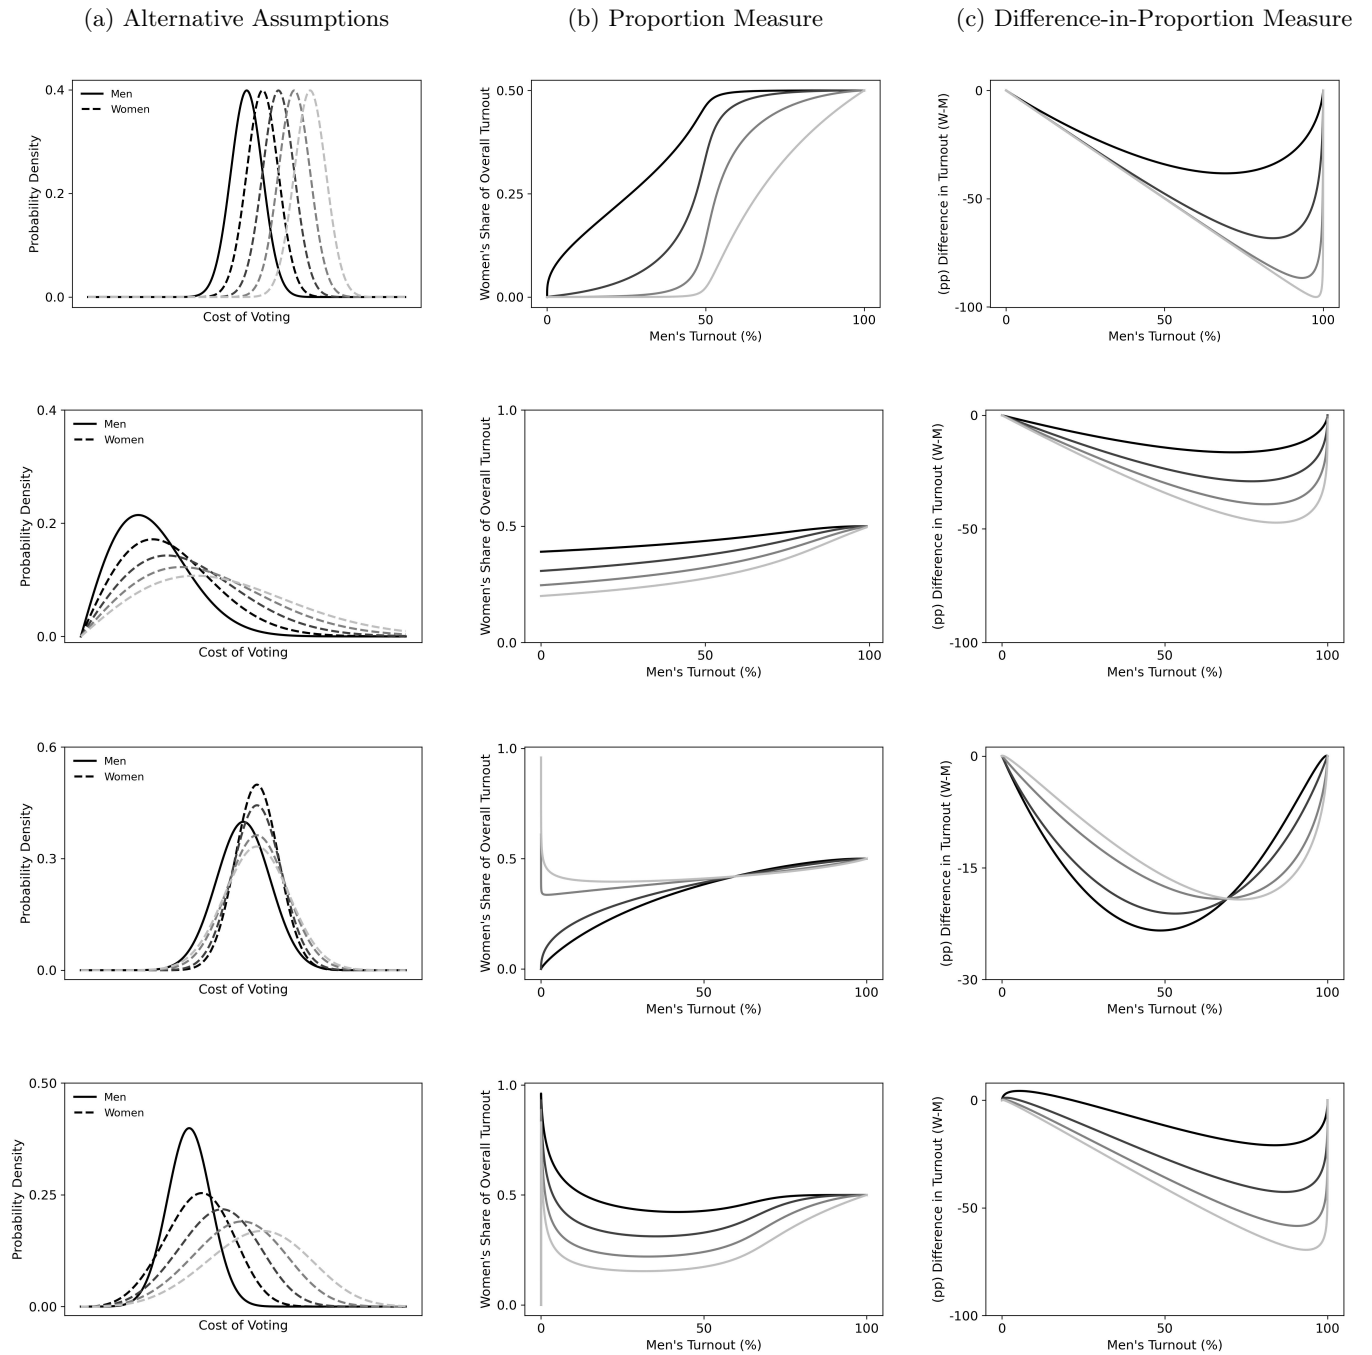 (a) Alternative Assumptions
(b) Proportion Measure
(c) Difference-in-Proportion Measure
Probability Density
0.4
0.2
0.0
Men
Women
Cost of Voting
Women's Share of Overall Turnout
0.50
0.25
0.00
0
50
100
Men's Turnout (%)
(pp) Difference in Turnout (W-M)
0
-50
-100
0
50
100
Men's Turnout (%)
Probability Density
0.4
0.2
0.0
Men
Women
Cost of Voting
Women's Share of Overall Turnout
1.0
0.5
0.0
0
50
100
Men's Turnout (%)
(pp) Difference in Turnout (W-M)
0
-50
-100
0
50
100
Men's Turnout (%)
Probability Density
0.6
0.3
0.0
Men
Women
Cost of Voting
Women's Share of Overall Turnout
1.0
0.5
0.0
0
50
100
Men's Turnout (%)
(pp) Difference in Turnout (W-M)
0
-15
-30
0
50
100
Men's Turnout (%)
Probability Density
0.50
0.25
0.00
Men
Women
Cost of Voting
Women's Share of Overall Turnout
1.0
0.5
0.0
0
50
100
Men's Turnout (%)
(pp) Difference in Turnout (W-M)
0
-50
-100
0
50
100
Men's Turnout (%)